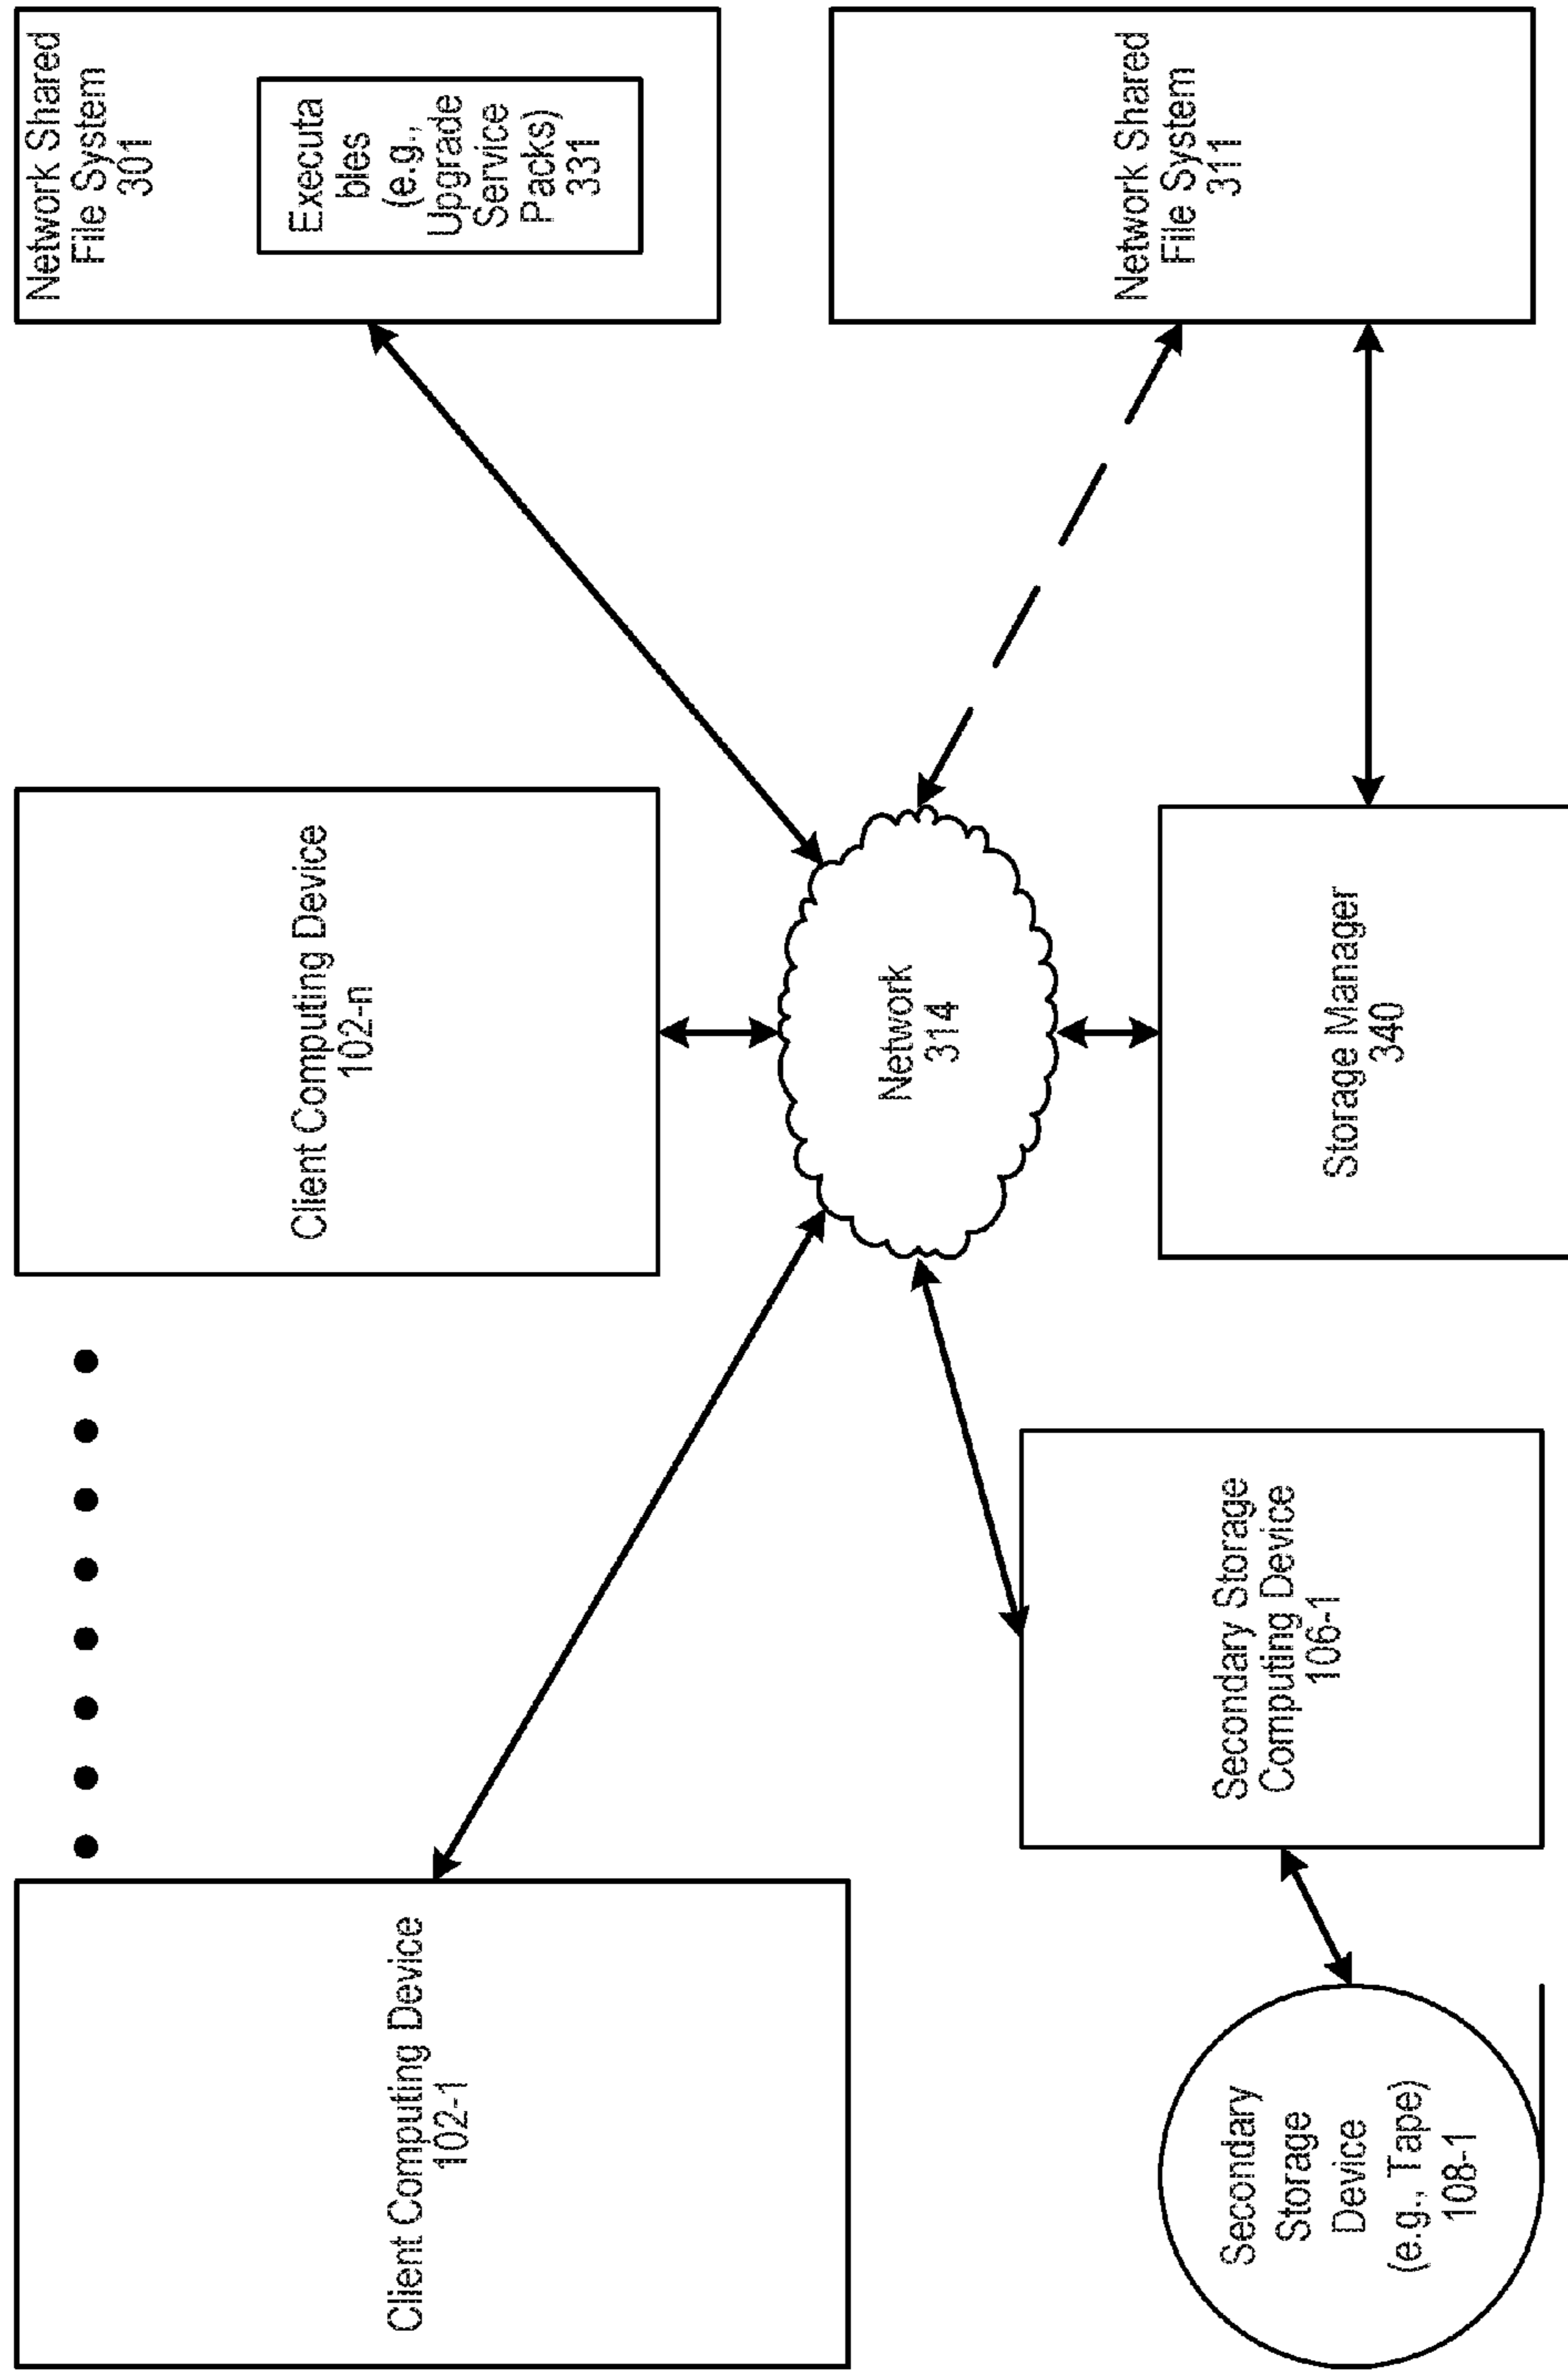 Client Computing Device
102-1
Client Computing Device
102-n
Network Shared
File System
301
Executa
bles
(e.g.,
Upgrade
Service
Packs)
331
Network
314
Secondary
Storage
Device
(e.g., Tape)
108-1
Secondary Storage
Computing Device
106-1
Storage Manager
340
Network Shared
File System
311